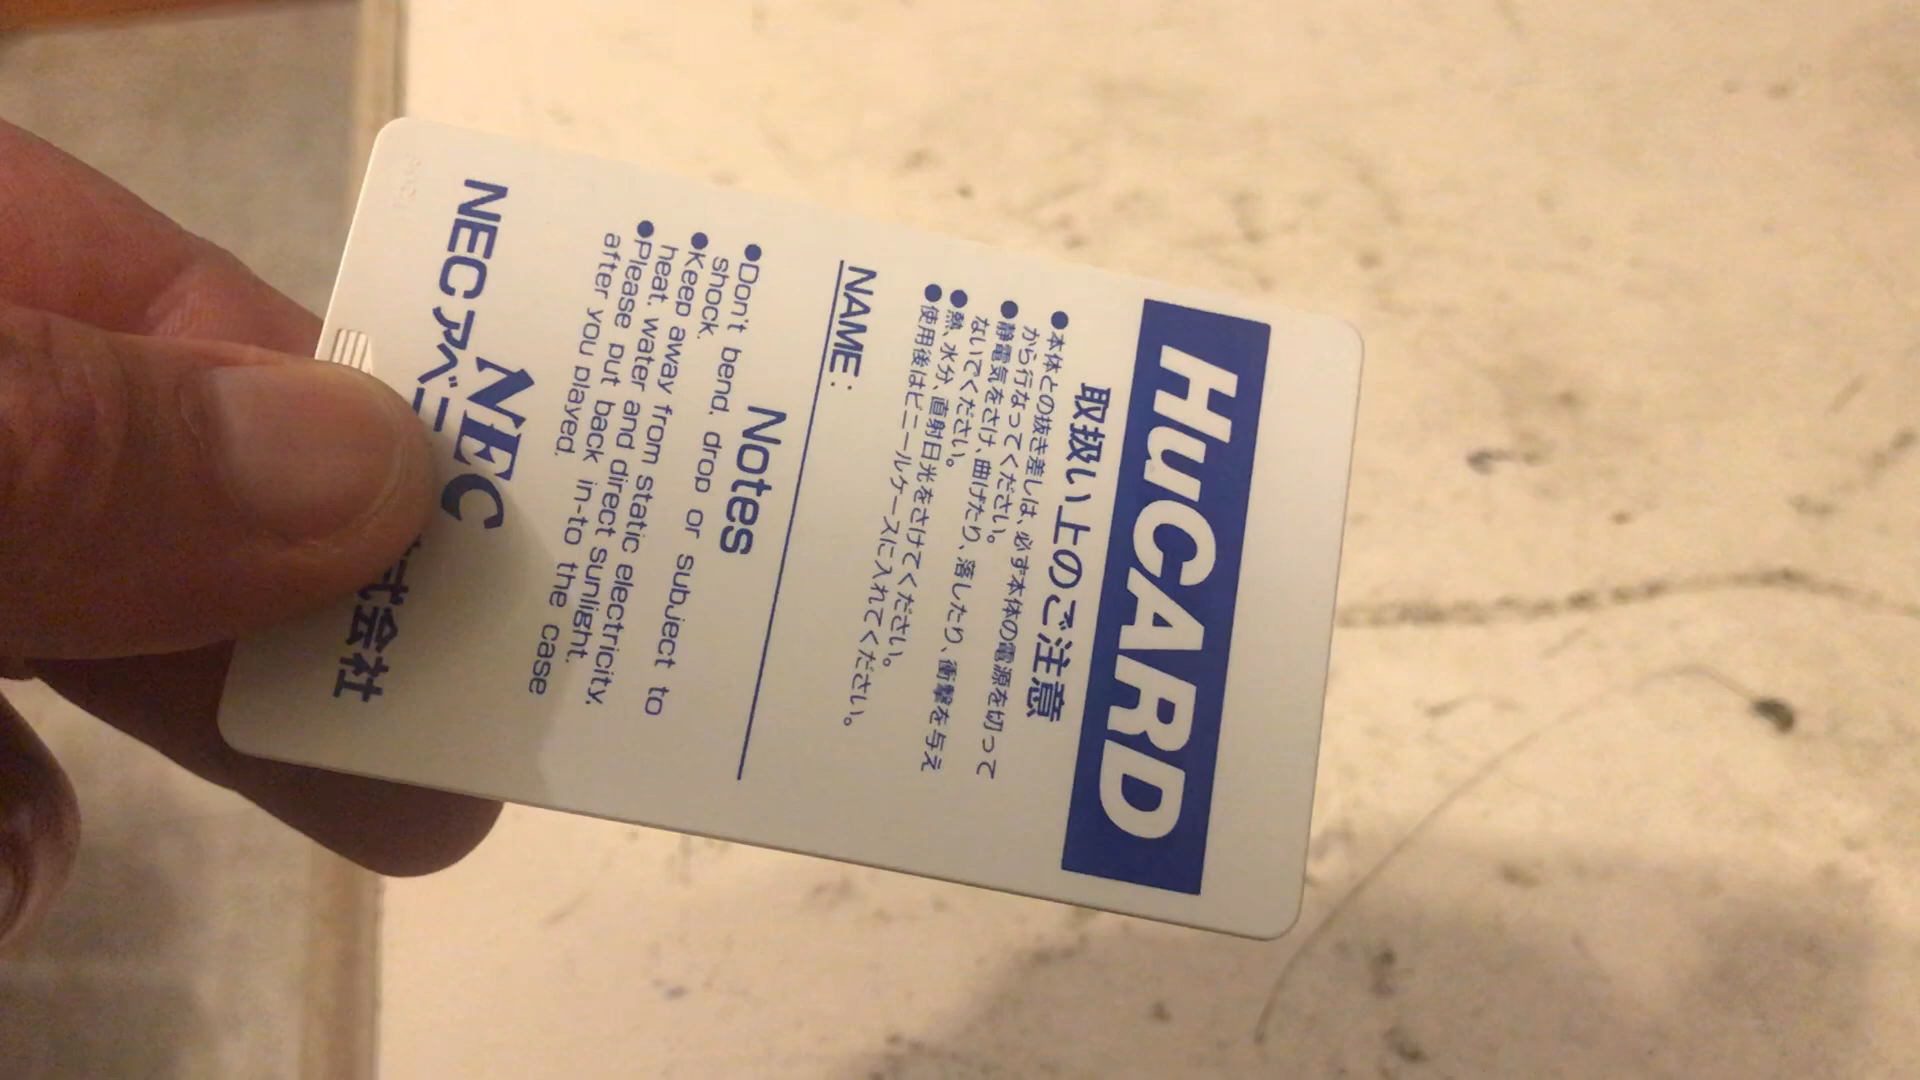 HuCARD
取扱い上のご注意
●本体との抜き差しは、必ず本体の電源を切って
から行なってください。
●静電気をさけ、曲げたり、落したり、衝撃を与え
ないでください。
●熱、水分、直射日光をさけてください。
●使用後はビニールケースに入れてください。
NAME:
Notes
●Don't bend, drop or subject to
shock.
●Keep away from static electricity,
heat, water and direct sunlight.
●Please put back in-to the case
after you played.
NEC
NECアベニ 式会社